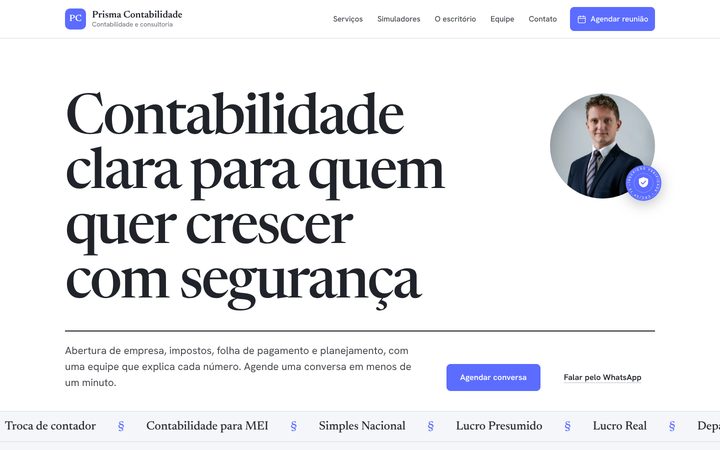 PC
Prisma Contabilidade
Contabilidade e consultoria
Serviços
Simuladores
O escritório
Equipe
Contato
Agendar reunião
Contabilidade
clara para quem
quer crescer
com segurança
Abertura de empresa, impostos, folha de pagamento e planejamento, com
uma equipe que explica cada número. Agende uma conversa em menos de
um minuto.
Agendar conversa
Falar pelo WhatsApp
Troca de contador § Contabilidade para MEI § Simples Nacional § Lucro Presumido § Lucro Real §